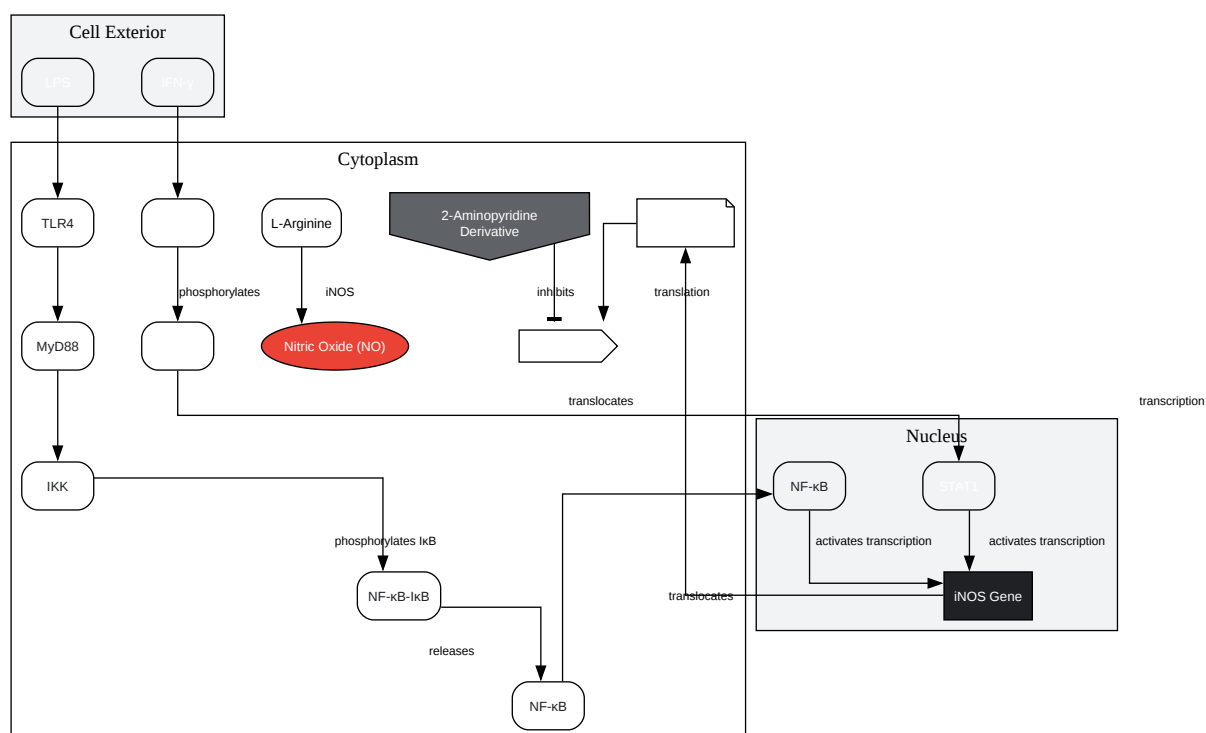 Cell Exterior
LPS
IFN-γ
Cytoplasm
TLR4
L-Arginine
2-Aminopyridine
Derivative
phosphorylates
iNOS
inhibits
translation
MyD88
Nitric Oxide (NO)
translocates
transcription
Nucleus
IKK
NF-κB
STAT1
phosphorylates IκB
activates transcription
activates transcription
NF-κB-IκB
translocates
iNOS Gene
releases
NF-κB